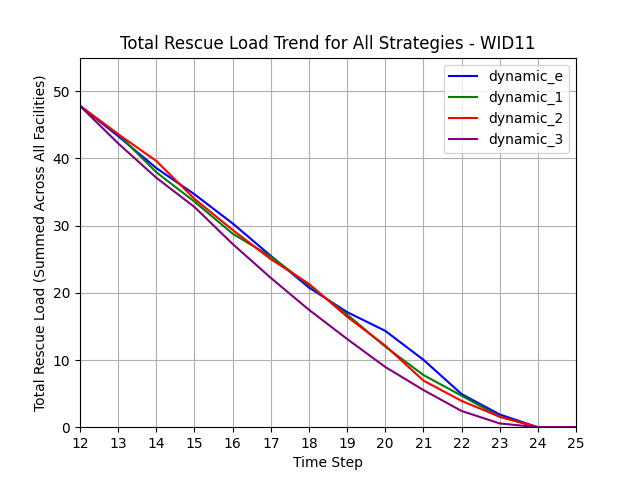 Total Rescue Load Trend for All Strategies - WID11
dynamic_e
dynamic_1
dynamic_2
dynamic_3
Total Rescue Load (Summed Across All Facilities)
50
40
30
20
10
0
12 13 14 15 16 17 18 19 20 21 22 23 24 25
Time Step